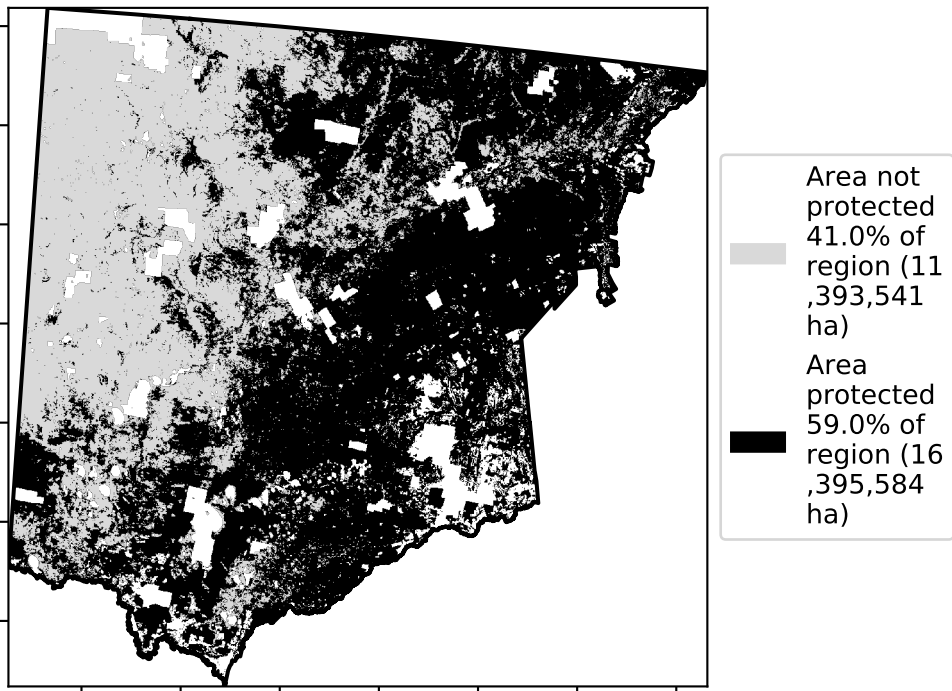 Area not
protected
41.0% of
region (11
,393,541
ha)
Area
protected
59.0% of
region (16
,395,584
ha)